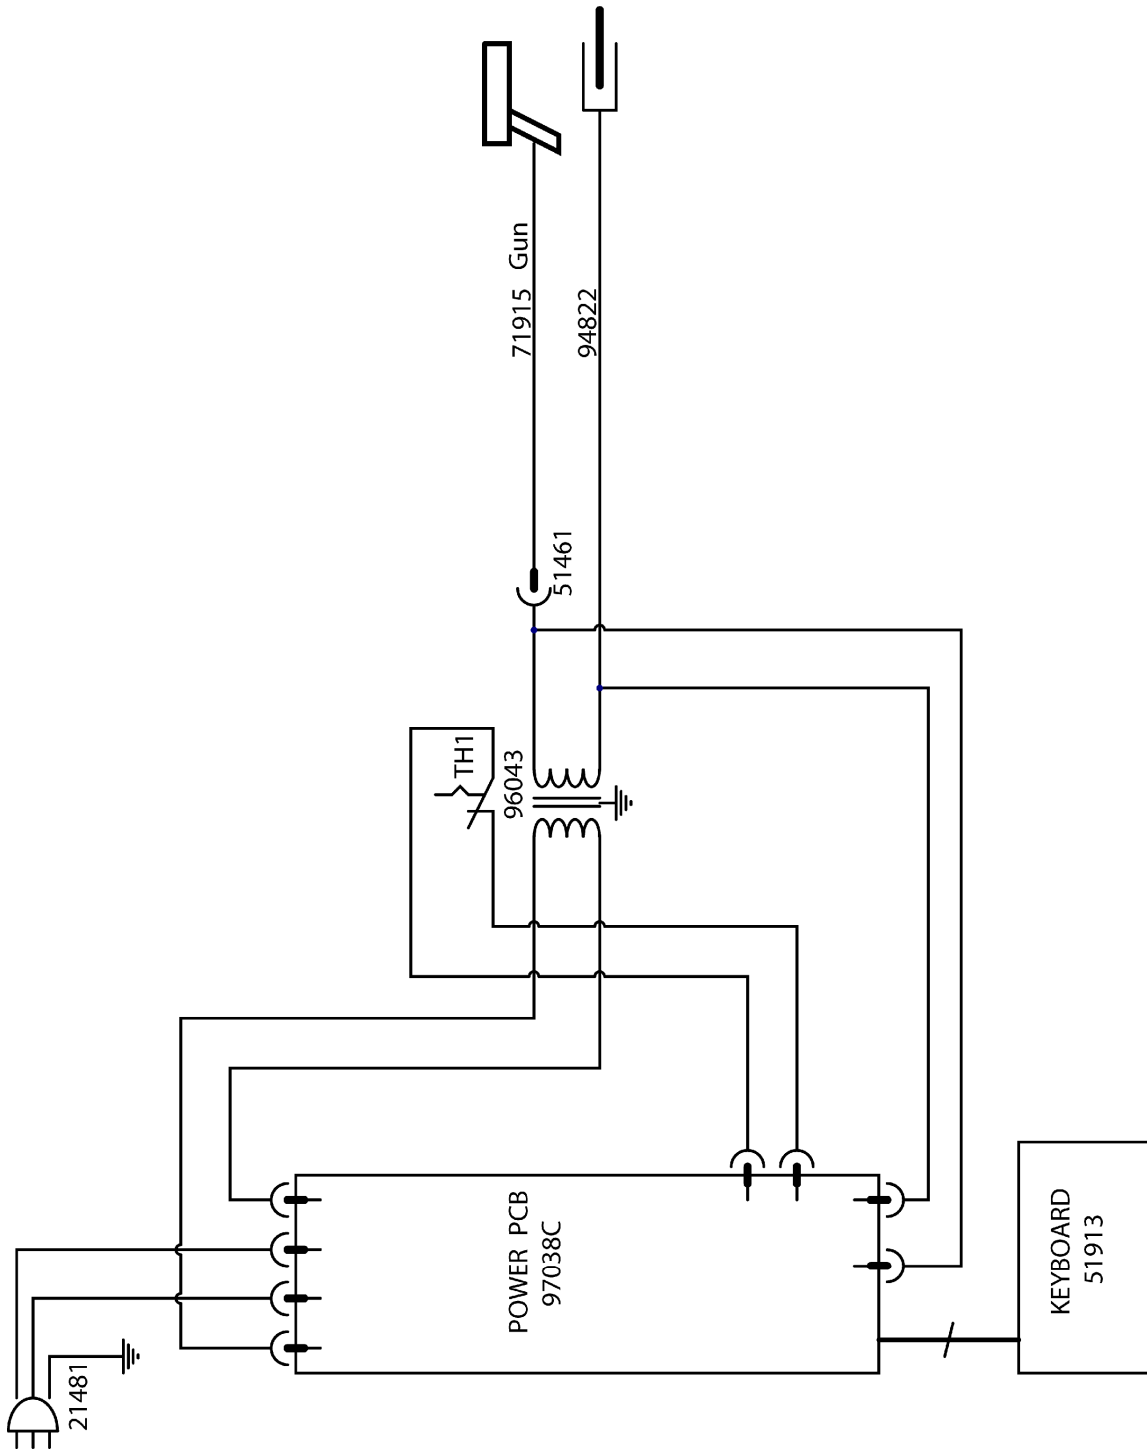 71915 Gun
94822
51461
TH1
96043
POWER PCB
97038C
KEYBOARD
51913
21481